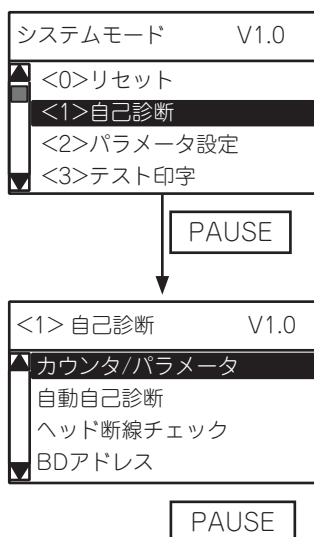 システムモード V1.0
<0>リセット
<1>自己診断
<2>パラメータ設定
<3>テスト印字
PAUSE
<1> 自己診断 V1.0
カウンタ/パラメータ
自動自己診断
ヘッド断線チェック
BDアドレス
PAUSE